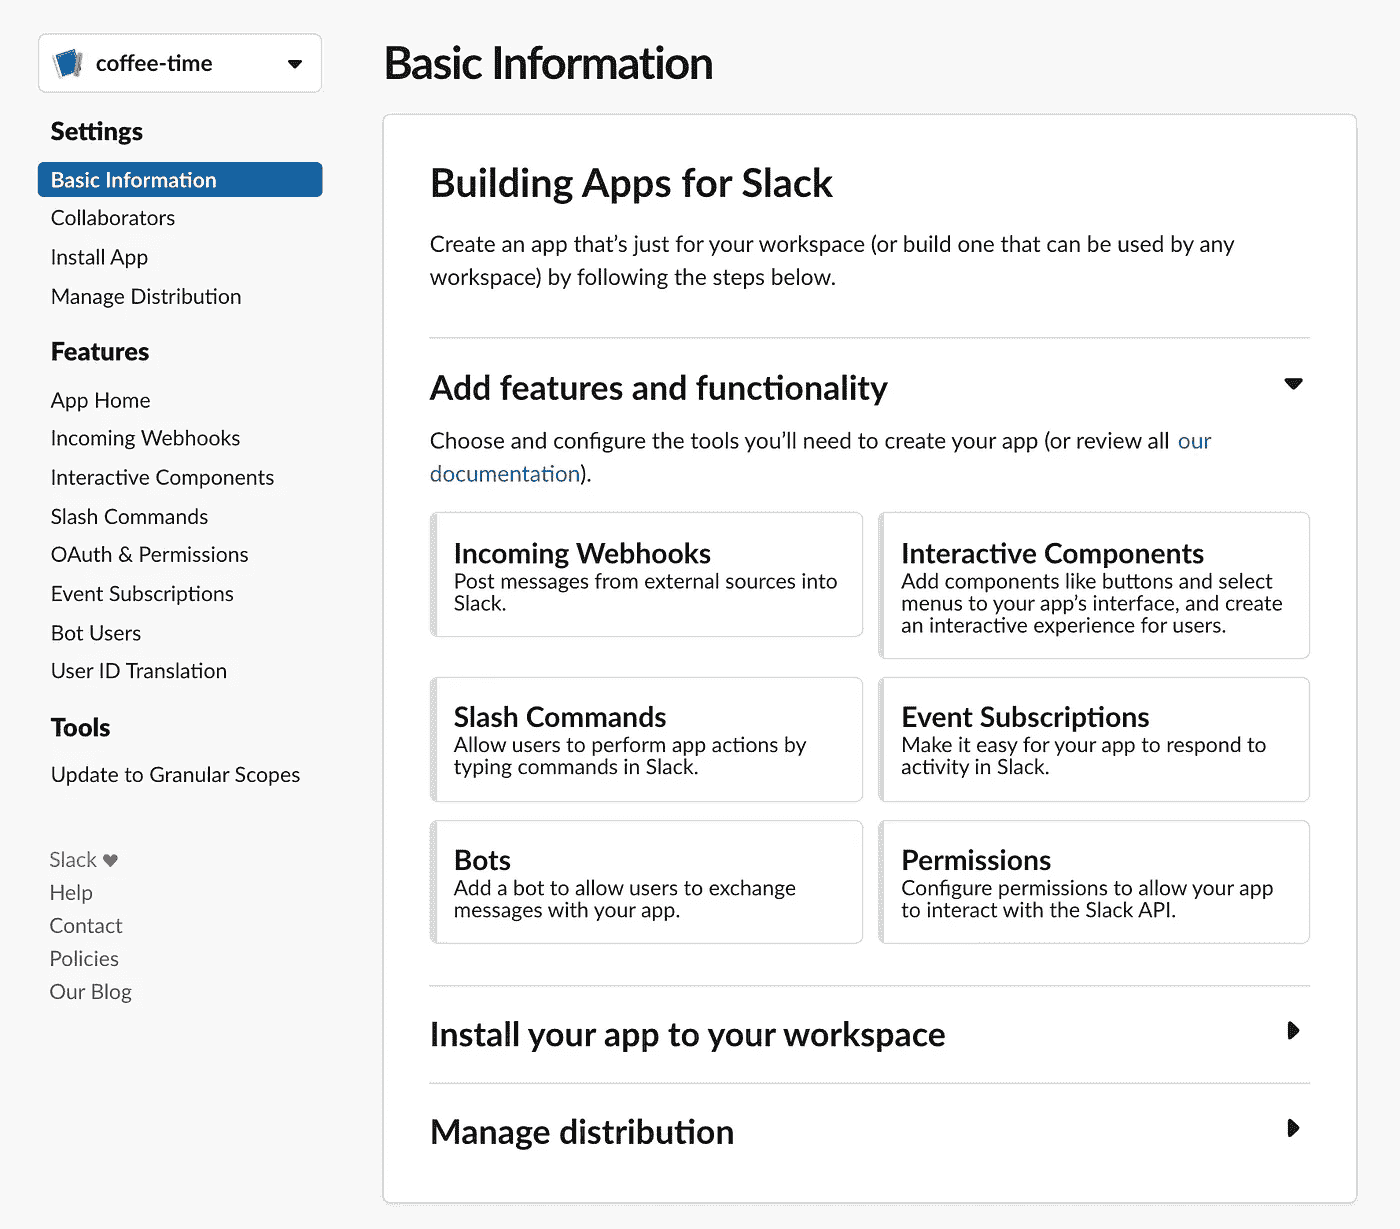 coffee-time
Settings
Basic Information
Collaborators
Install App
Manage Distribution
Features
App Home
Incoming Webhooks
Interactive Components
Slash Commands
OAuth & Permissions
Event Subscriptions
Bot Users
User ID Translation
Tools
Update to Granular Scopes
Slack ♥
Help
Contact
Policies
Our Blog
Basic Information
Building Apps for Slack
Create an app that’s just for your workspace (or build one that can be used by any
workspace) by following the steps below.
Add features and functionality
Choose and configure the tools you’ll need to create your app (or review all our
documentation).
Incoming Webhooks
Post messages from external sources into
Slack.
Interactive Components
Add components like buttons and select
menus to your app’s interface, and create
an interactive experience for users.
Slash Commands
Allow users to perform app actions by
typing commands in Slack.
Event Subscriptions
Make it easy for your app to respond to
activity in Slack.
Bots
Add a bot to allow users to exchange
messages with your app.
Permissions
Configure permissions to allow your app
to interact with the Slack API.
Install your app to your workspace
Manage distribution